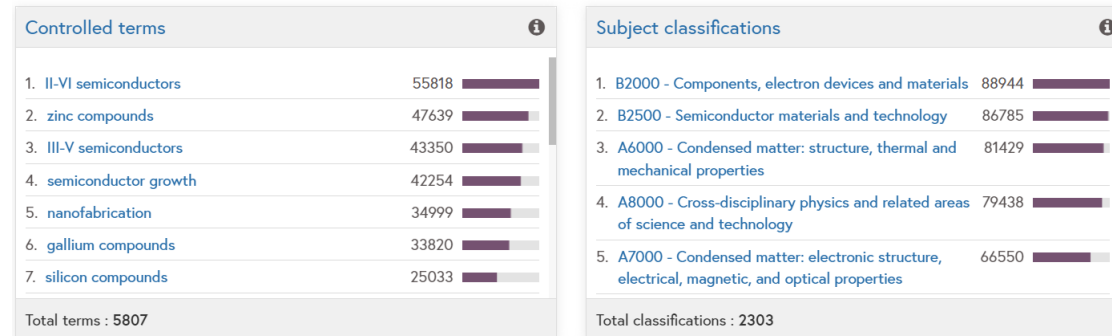 Controlled terms
1. II-VI semiconductors 55818
2. zinc compounds 47639
3. III-V semiconductors 43350
4. semiconductor growth 42254
5. nanofabrication 34999
6. gallium compounds 33820
7. silicon compounds 25033
Total terms : 5807
Subject classifications
1. B2000 - Components, electron devices and materials 88944
2. B2500 - Semiconductor materials and technology 86785
3. A6000 - Condensed matter: structure, thermal and 81429
mechanical properties
4. A8000 - Cross-disciplinary physics and related areas 79438
of science and technology
5. A7000 - Condensed matter: electronic structure, 66550
electrical, magnetic, and optical properties
Total classifications : 2303